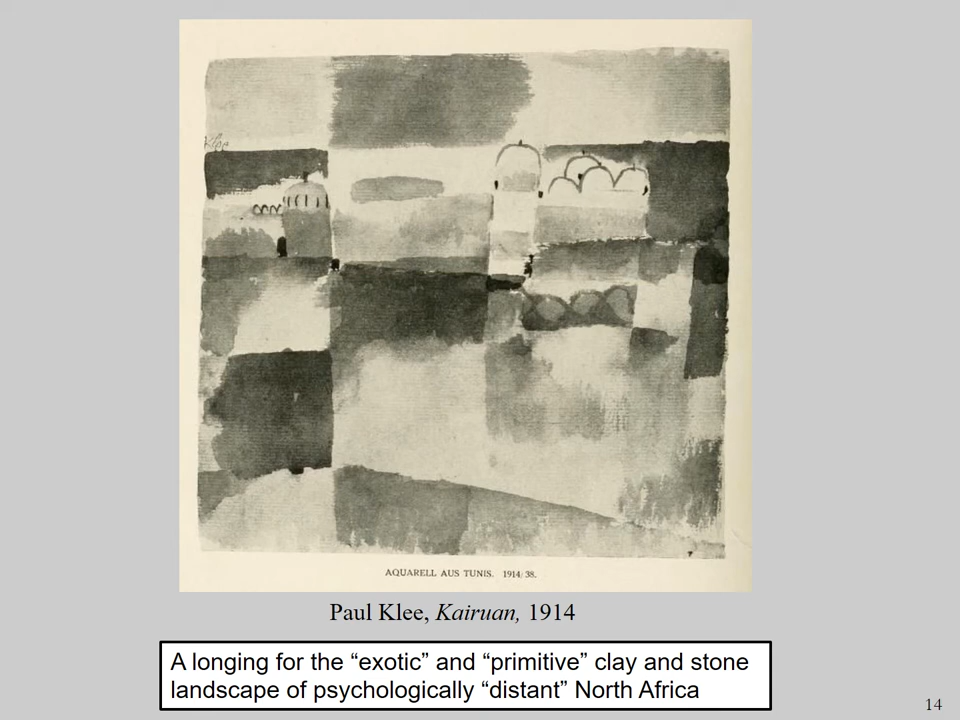 Klee
AQUARELL AUS TUNIS. 1914/38.
Paul Klee, Kairuan, 1914
A longing for the “exotic” and “primitive” clay and stone
landscape of psychologically “distant” North Africa
14